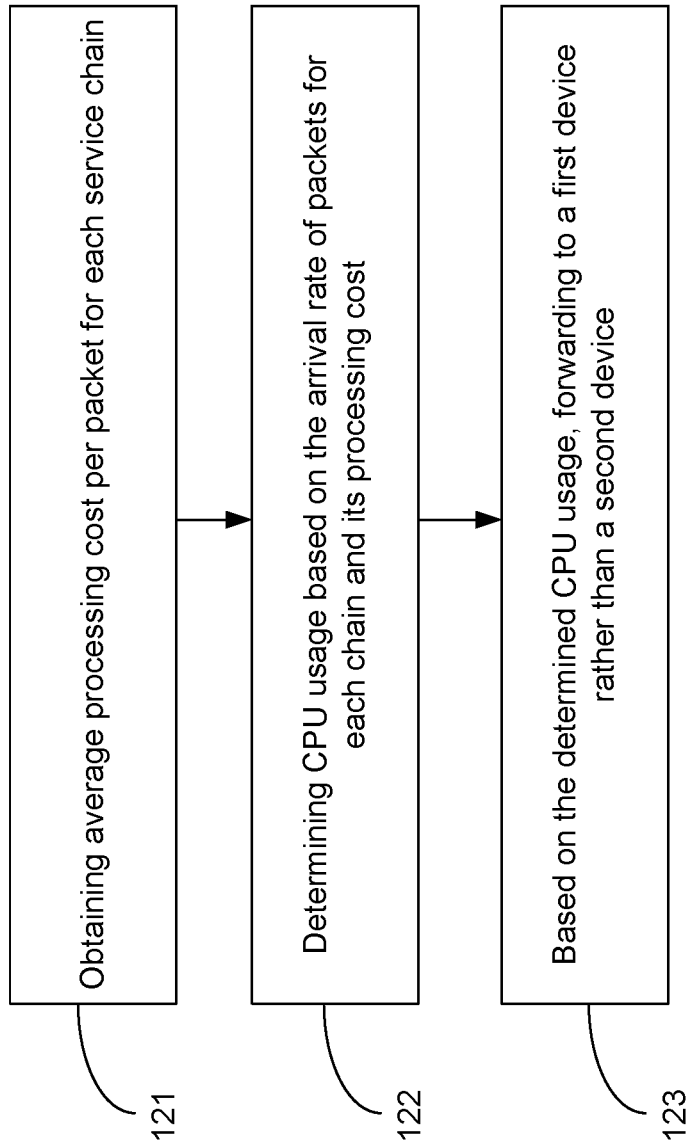 Obtaining average processing cost per packet for each service chain
121
Determining CPU usage based on the arrival rate of packets for
each chain and its processing cost
122
Based on the determined CPU usage, forwarding to a first device
rather than a second device
123